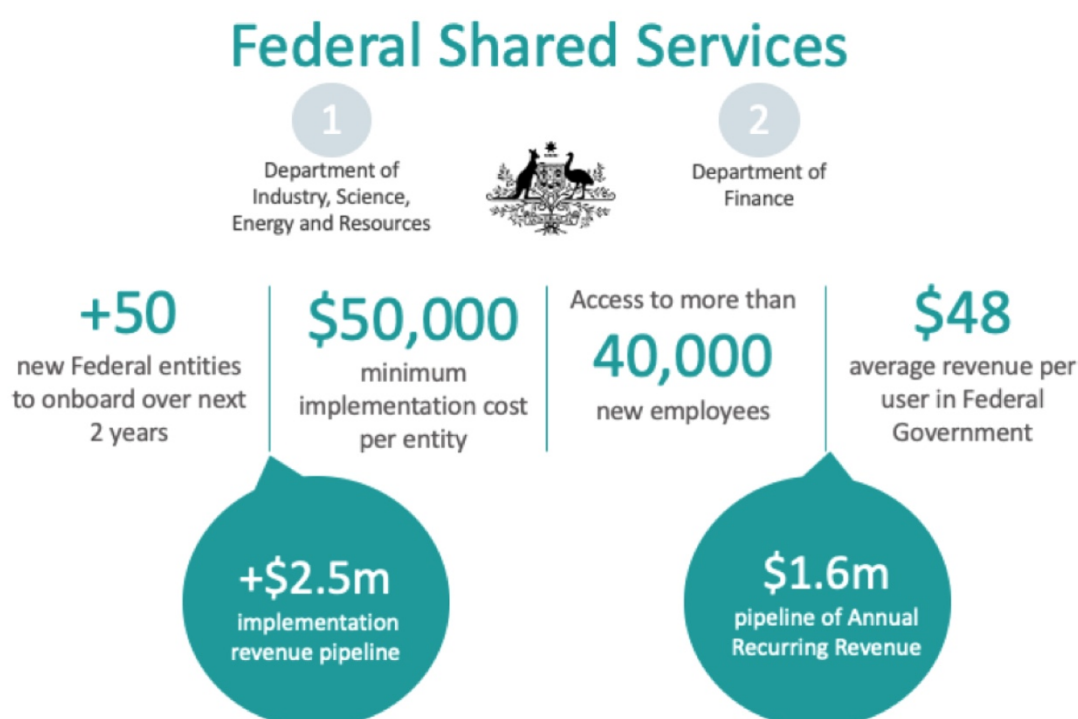 Federal Shared Services
1
Department of
Industry, Science,
Energy and Resources
2
Department of
Finance
+50
new Federal entities
to onboard over next
2 years
$50,000
minimum
implementation cost
per entity
Access to more than
40,000
new employees
$48
average revenue per
user in Federal
Government
+$2.5m
implementation
revenue pipeline
$1.6m
pipeline of Annual
Recurring Revenue